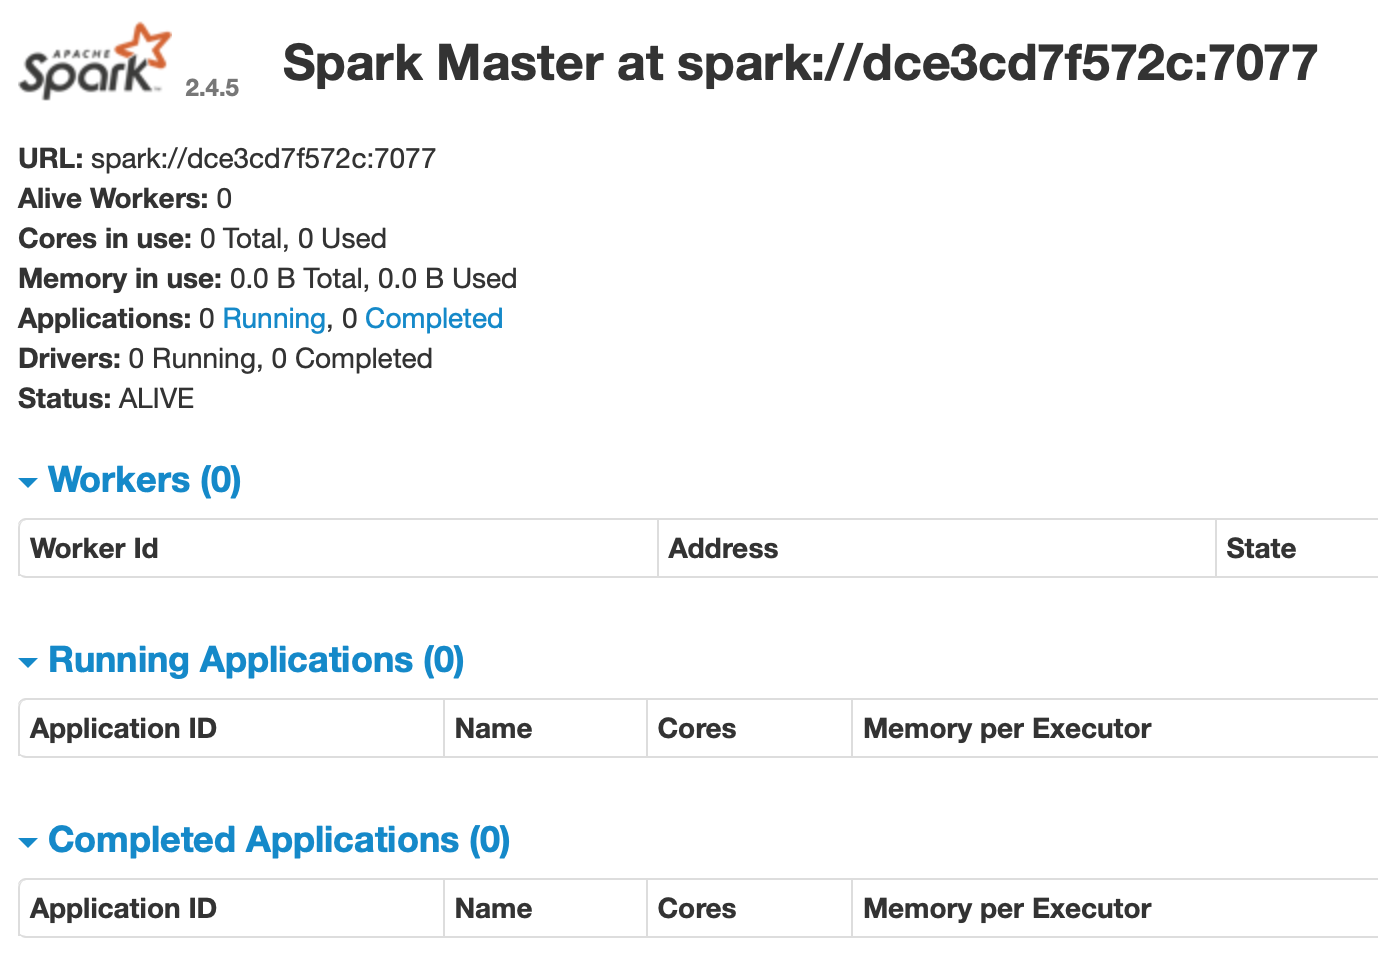 APACHE
Spark 2.4.5 Spark Master at spark://dce3cd7f572c:7077
URL: spark://dce3cd7f572c:7077
Alive Workers: 0
Cores in use: 0 Total, 0 Used
Memory in use: 0.0 B Total, 0.0 B Used
Applications: 0 Running, 0 Completed
Drivers: 0 Running, 0 Completed
Status: ALIVE
Workers (0)
Worker Id Address State
Running Applications (0)
Application ID Name Cores Memory per Executor
Completed Applications (0)
Application ID Name Cores Memory per Executor